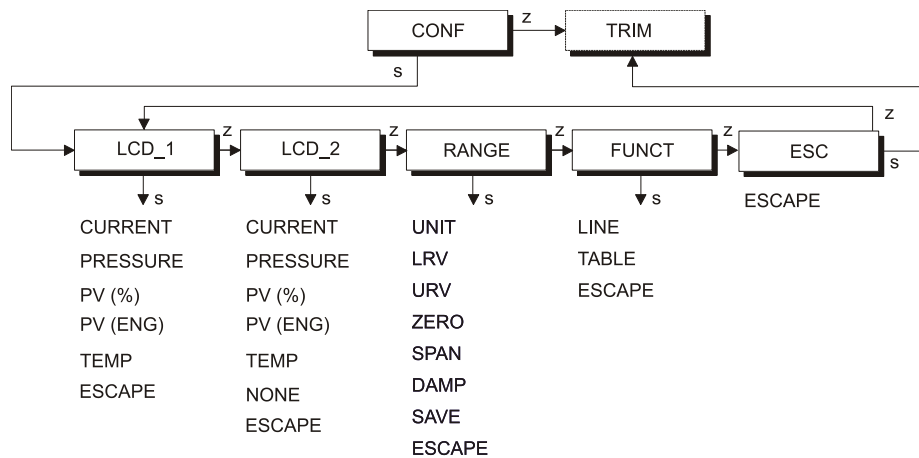 CONF
z
TRIM
s
z
LCD_1
z
LCD_2
z
RANGE
z
FUNCT
z
ESC
s
s
s
s
s
ESCAPE
CURRENT
PRESSURE
PV (%)
PV (ENG)
TEMP
ESCAPE
CURRENT
PRESSURE
PV (%)
PV (ENG)
TEMP
NONE
ESCAPE
UNIT
LRV
URV
ZERO
SPAN
DAMP
SAVE
ESCAPE
LINE
TABLE
ESCAPE